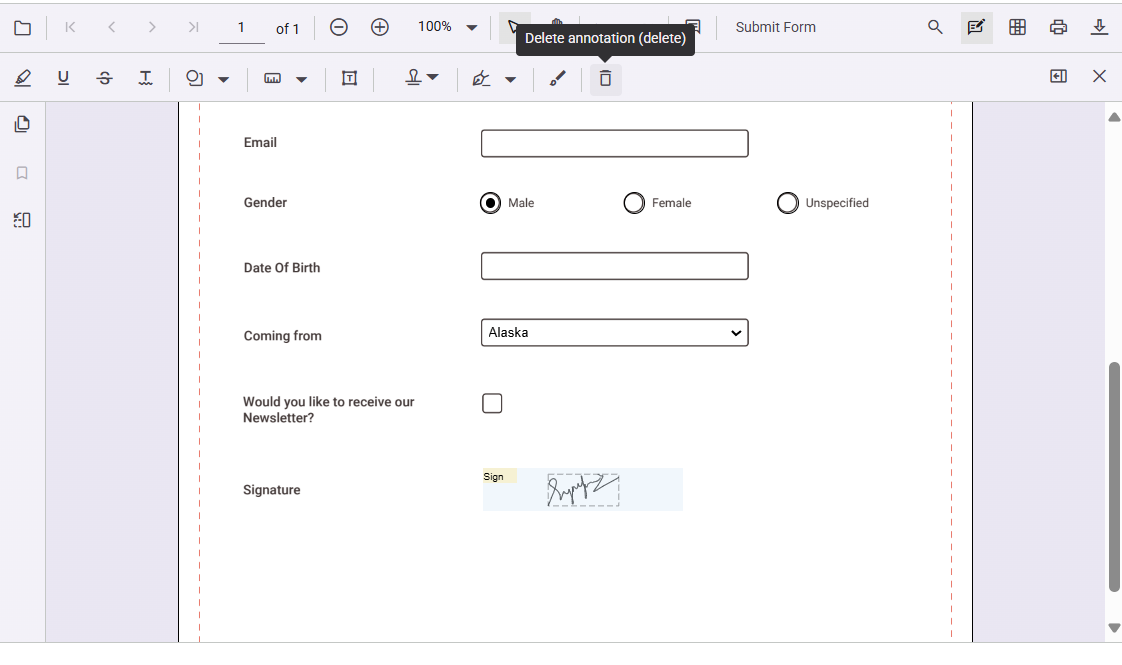 1 of 1 100% Submit Form
Delete annotation (delete)
Email
Gender Male Female Unspecified
Date Of Birth
Coming from Alaska
Would you like to receive our
Newsletter?
Sign
Signature